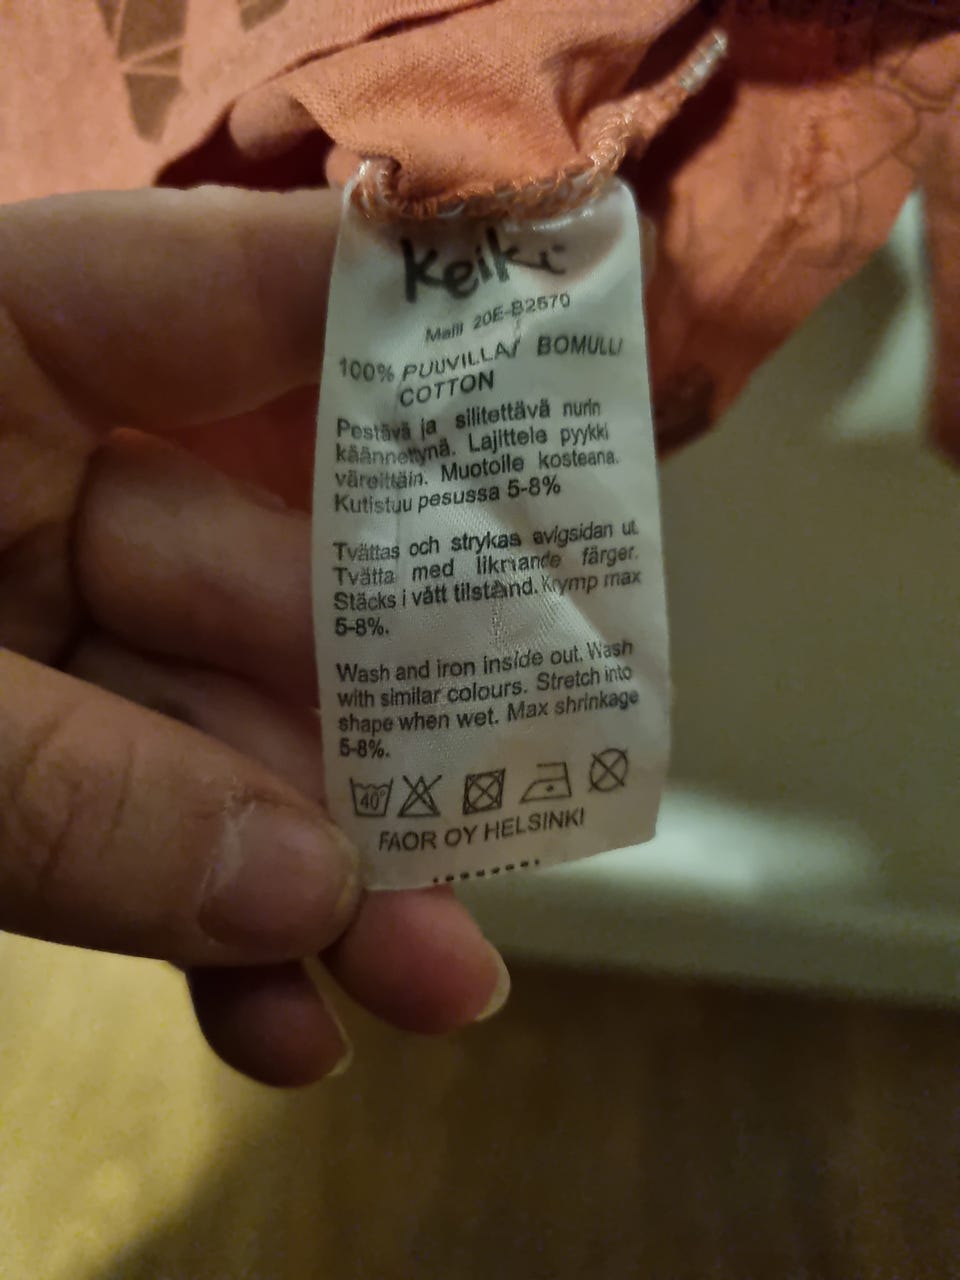 keiki
Malli 20E-B2570
100% PUUVILLA/ BOMULL/
COTTON
Pestävä ja silitettävä nurin
käännettynä. Lajittele pyykki
väreittäin. Muotoile kosteana.
Kutistuu pesussa 5-8%
Tvättas och strykas avigsidan ut.
Tvätta med liknande färger.
Stäcks i vått tilstånd. Krymp max
5-8%.
Wash and iron inside out. Wash
with similar colours. Stretch into
shape when wet. Max shrinkage
5-8%.
40°
FAOR OY HELSINKI